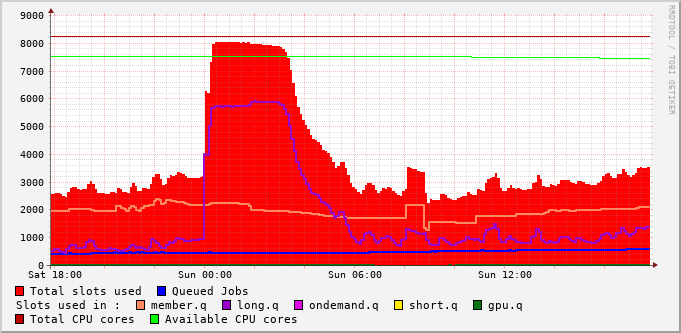 9000
8000
7000
6000
5000
4000
3000
2000
1000
0
Sat 18:00 Sun 00:00 Sun 06:00 Sun 12:00
RRDTOOL / TOBI OETIKER
Total slots used Queued Jobs
Slots used in : member.q long.q ondemand.q short.q gpu.q
Total CPU cores Available CPU cores